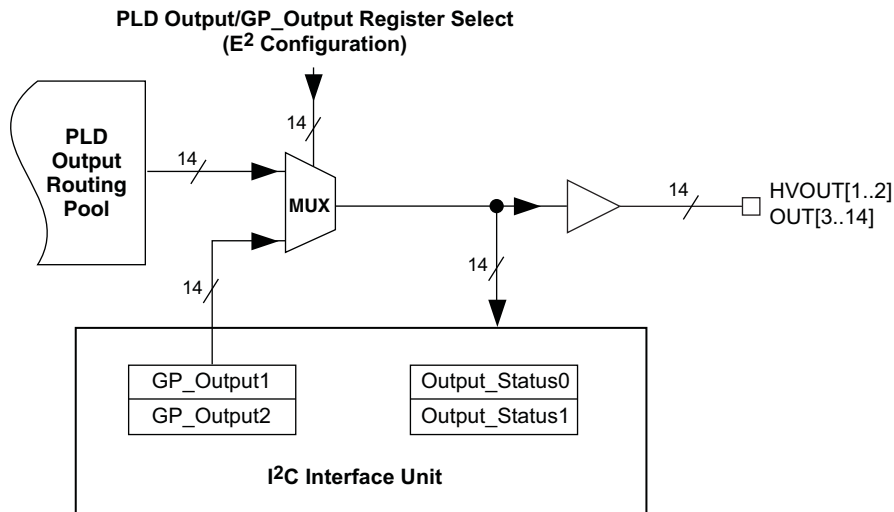 PLD Output/GP_Output Register Select
(E2 Configuration)
PLD
Output
Routing
Pool
14
14
MUX
14
HVOUT[1..2]
OUT[3..14]
14
14
GP_Output1
GP_Output2
Output_Status0
Output_Status1
I2C Interface Unit